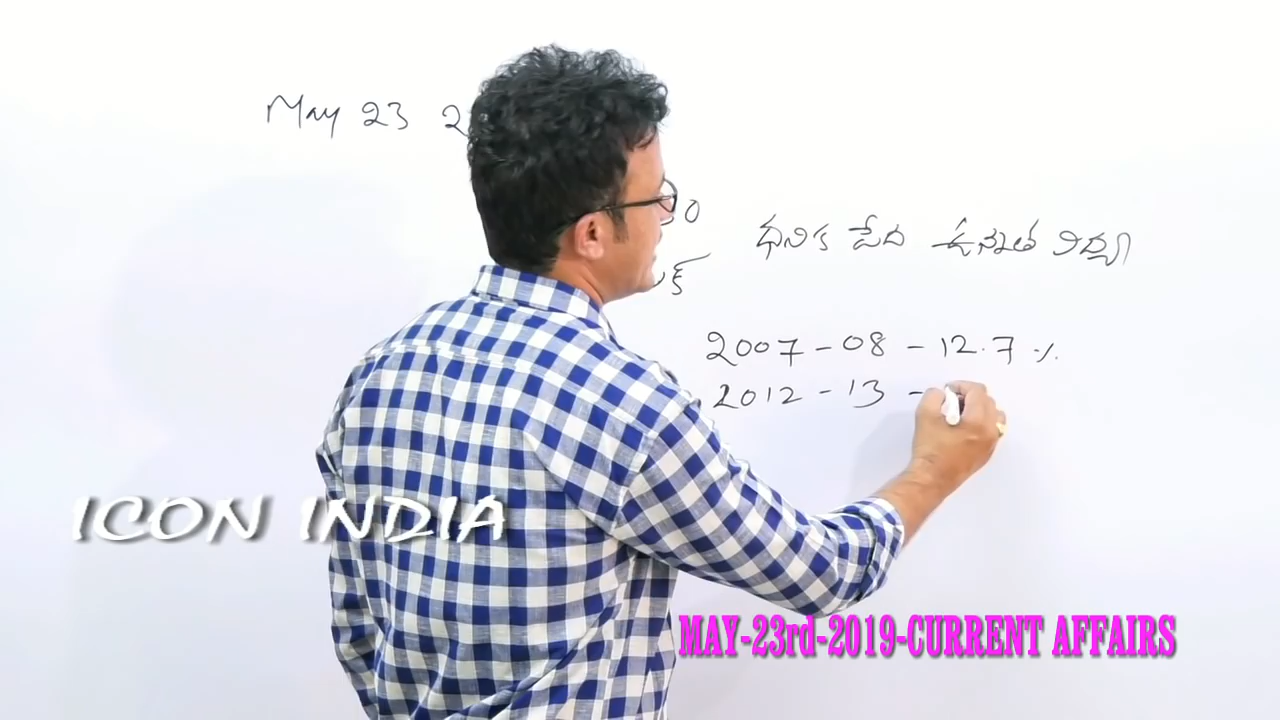 May 23 2
0
ధనిక పేద ఉన్నత విద్య
క్
2007-08-12.7%
2012-13-
ICON INDIA
MAY-23rd-2019-CURRENT AFFAIRS